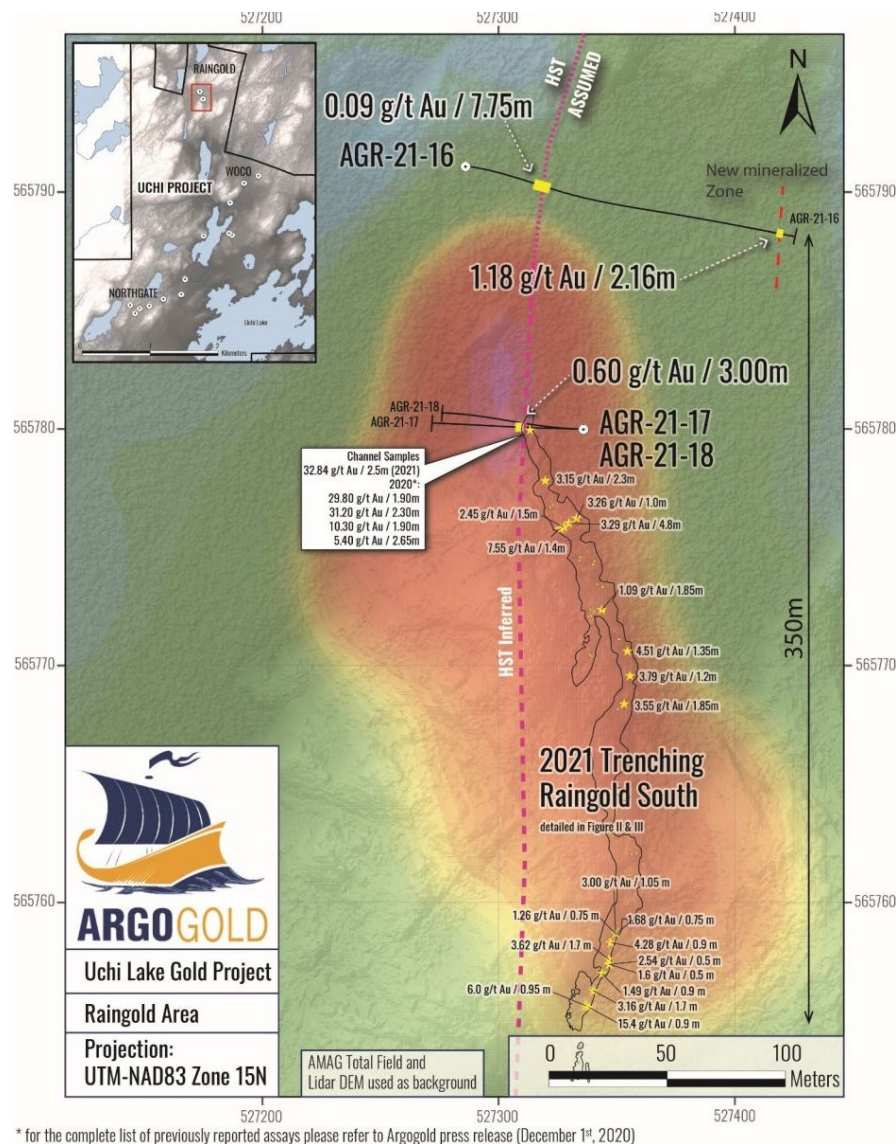 527200
527300
527400
RAINGOLD
WOCO
UCHI PROJECT
NORTHGATE
Uchi Lake
0 1 2
Kilometers
HST ASSUMED
N
0.09 g/t Au / 7.75m
AGR-21-16
New mineralized
Zone
AGR-21-16
565790
565790
1.18 g/t Au / 2.16m
0.60 g/t Au / 3.00m
AGR-21-18
AGR-21-17
AGR-21-17
AGR-21-18
565780
565780
Channel Samples
32.84 g/t Au / 2.5m (2021)
2020*:
29.80 g/t Au / 1.90m
31.20 g/t Au / 2.30m
10.30 g/t Au / 1.90m
5.40 g/t Au / 2.65m
3.15 g/t Au / 2.3m
3.26 g/t Au / 1.0m
2.45 g/t Au / 1.5m
3.29 g/t Au / 4.8m
7.55 g/t Au / 1.4m
1.09 g/t Au / 1.85m
HST Inferred
350m
565770
565770
4.51 g/t Au / 1.35m
3.79 g/t Au / 1.2m
3.55 g/t Au / 1.85m
2021 Trenching
Raingold South
detailed in Figure II & III
565760
565760
3.00 g/t Au / 1.05 m
1.26 g/t Au / 0.75 m
1.68 g/t Au / 0.75 m
3.62 g/t Au / 1.7 m
4.28 g/t Au / 0.9 m
2.54 g/t Au / 0.5 m
1.6 g/t Au / 0.5 m
6.0 g/t Au / 0.95 m
1.49 g/t Au / 0.9 m
3.16 g/t Au / 1.7 m
15.4 g/t Au / 0.9 m
ARGOGOLD
Uchi Lake Gold Project
Raingold Area
Projection:
UTM-NAD83 Zone 15N
AMAG Total Field and
Lidar DEM used as background
0 50 100
Meters
527200
527300
527400
* for the complete list of previously reported assays please refer to Argogold press release (December 1st, 2020)